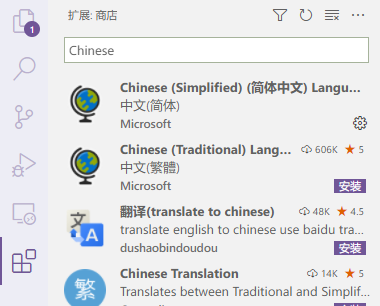 扩展: 商店
1
Chinese
Chinese (Simplified) (简体中文) Langu...
中文(简体)
Microsoft
Chinese (Traditional) Lang... 606K ★ 5
中文(繁體)
Microsoft 安装
翻译(translate to chinese) 48K ★ 4.5
translate english to chinese use baidu tra...
dushaobindoudou 安装
Chinese Translation 14K ★ 5
Translates between Traditional and Simplif...